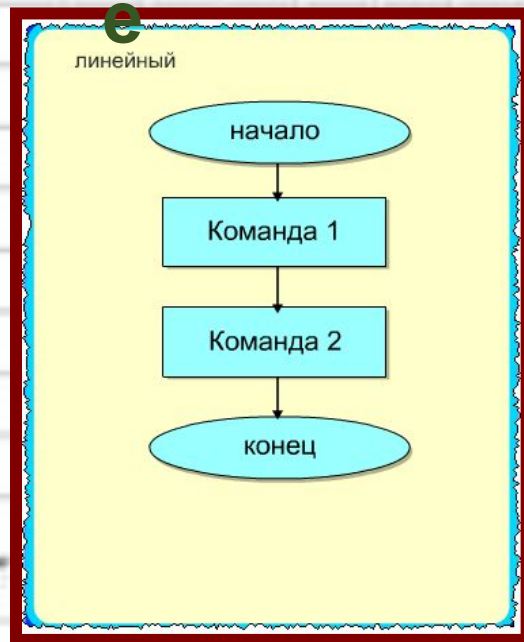 е
линейный
начало
Команда 1
Команда 2
конец